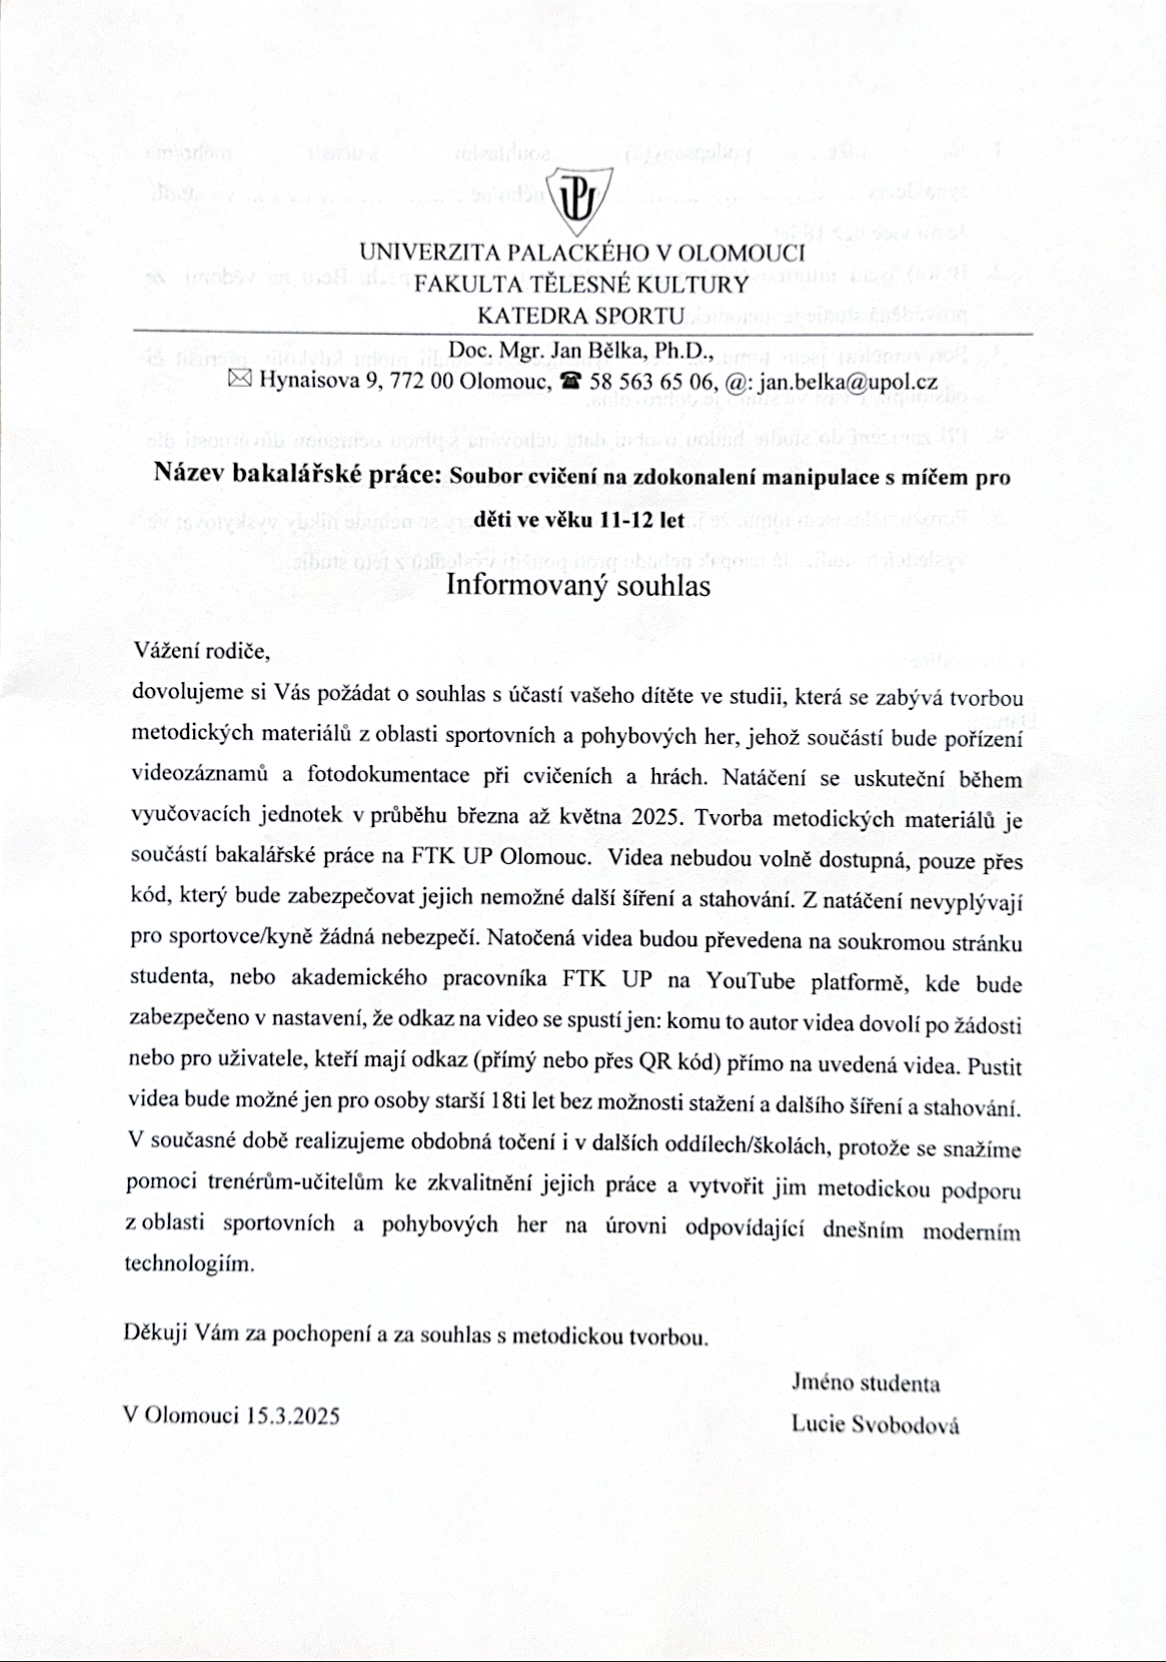 UNIVERZITA PALACKÉHO V OLOMOUCI
FAKULTA TĚLESNÉ KULTURY
KATEDRA SPORTU
Doc. Mgr. Jan Bělka, Ph.D.,
✉ Hynaisova 9, 772 00 Olomouc, ☎ 58 563 65 06, @: jan.belka@upol.cz
Název bakalářské práce: Soubor cvičení na zdokonalení manipulace s míčem pro
děti ve věku 11-12 let
Informovaný souhlas
Vážení rodiče,
dovolujeme si Vás požádat o souhlas s účastí vašeho dítěte ve studii, která se zabývá tvorbou
metodických materiálů z oblasti sportovních a pohybových her, jehož součástí bude pořízení
videozáznamů a fotodokumentace při cvičeních a hrách. Natáčení se uskuteční během
vyučovacích jednotek v průběhu března až května 2025. Tvorba metodických materiálů je
součástí bakalářské práce na FTK UP Olomouc. Videa nebudou volně dostupná, pouze přes
kód, který bude zabezpečovat jejich nemožné další šíření a stahování. Z natáčení nevyplývají
pro sportovce/kyně žádná nebezpečí. Natočená videa budou převedena na soukromou stránku
studenta, nebo akademického pracovníka FTK UP na YouTube platformě, kde bude
zabezpečeno v nastavení, že odkaz na video se spustí jen: komu to autor videa dovolí po žádosti
nebo pro uživatele, kteří mají odkaz (přímý nebo přes QR kód) přímo na uvedená videa. Pustit
videa bude možné jen pro osoby starší 18ti let bez možnosti stažení a dalšího šíření a stahování.
V současné době realizujeme obdobná točení i v dalších oddílech/školách, protože se snažíme
pomoci trenérům-učitelům ke zkvalitnění jejich práce a vytvořit jim metodickou podporu
z oblasti sportovních a pohybových her na úrovni odpovídající dnešním moderním
technologiím.
Děkuji Vám za pochopení a za souhlas s metodickou tvorbou.
Jméno studenta
V Olomouci 15.3.2025
Lucie Svobodová